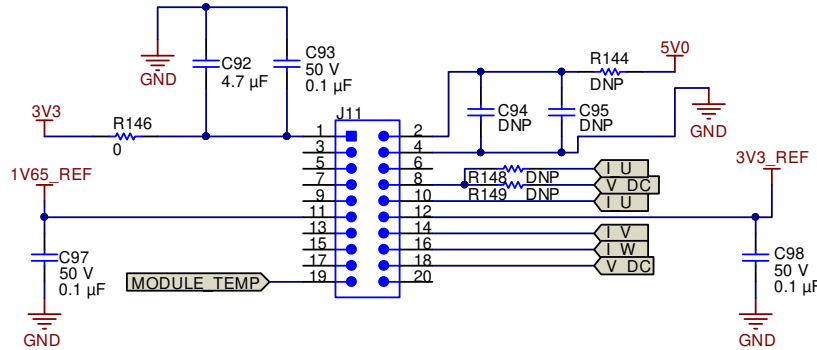 5V0
R144
DNP
C92
4.7 µF
C93
50 V
0.1 µF
GND
C94
DNP
C95
DNP
GND
3V3
R146
0
J11
1
2
3
4
5
6
7
8
9
10
11
12
13
14
15
16
17
18
19
20
R148
DNP
R149
DNP
I_U
V_DC
I_U
I_V
I_W
V_DC
1V65_REF
3V3_REF
C97
50 V
0.1 µF
GND
MODULE_TEMP
C98
50 V
0.1 µF
GND